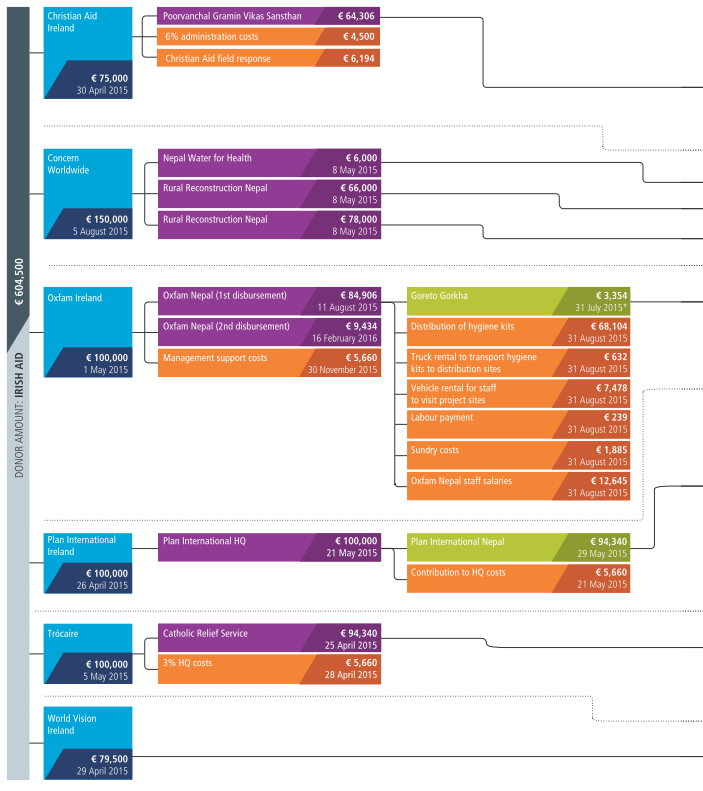 DONOR AMOUNT: IRISH AID
€ 604,500
Christian Aid
Ireland
€ 75,000
30 April 2015
Poorvanchal Gramin Vikas Sansthan
€ 64,306
6% administration costs
€ 4,500
Christian Aid field response
€ 6,194
Concern
Worldwide
€ 150,000
5 August 2015
Nepal Water for Health
€ 6,000
8 May 2015
Rural Reconstruction Nepal
€ 66,000
8 May 2015
Rural Reconstruction Nepal
€ 78,000
8 May 2015
Oxfam Ireland
€ 100,000
1 May 2015
Oxfam Nepal (1st disbursement)
€ 84,906
11 August 2015
Oxfam Nepal (2nd disbursement)
€ 9,434
16 February 2016
Management support costs
€ 5,660
30 November 2015
Goreto Gorkha
€ 3,354
31 July 2015*
Distribution of hygiene kits
€ 68,104
31 August 2015
Truck rental to transport hygiene
kits to distribution sites
€ 632
31 August 2015
Vehicle rental for staff
to visit project sites
€ 7,478
31 August 2015
Labour payment
€ 239
31 August 2015
Sundry costs
€ 1,885
31 August 2015
Oxfam Nepal staff salaries
€ 12,645
31 August 2015
Plan International
Ireland
€ 100,000
26 April 2015
Plan International HQ
€ 100,000
21 May 2015
Plan International Nepal
€ 94,340
29 May 2015
Contribution to HQ costs
€ 5,660
21 May 2015
Trócaire
€ 100,000
5 May 2015
Catholic Relief Service
€ 94,340
25 April 2015
3% HQ costs
€ 5,660
28 April 2015
World Vision
Ireland
€ 79,500
29 April 2015